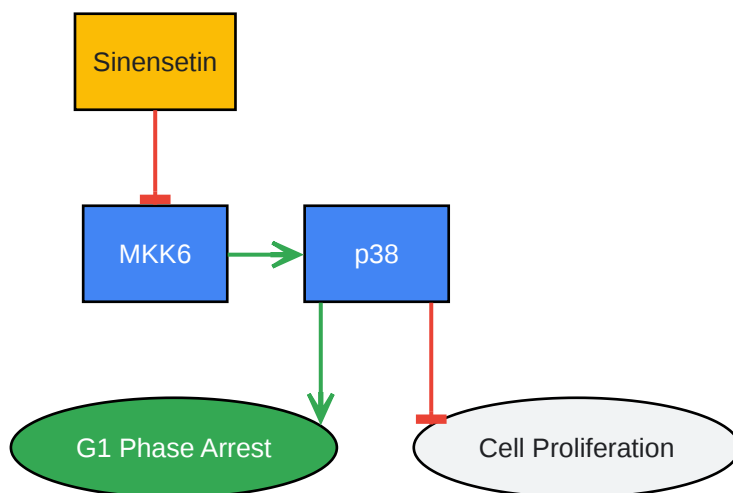 Sinensetin
MKK6
p38
G1 Phase Arrest
Cell Proliferation